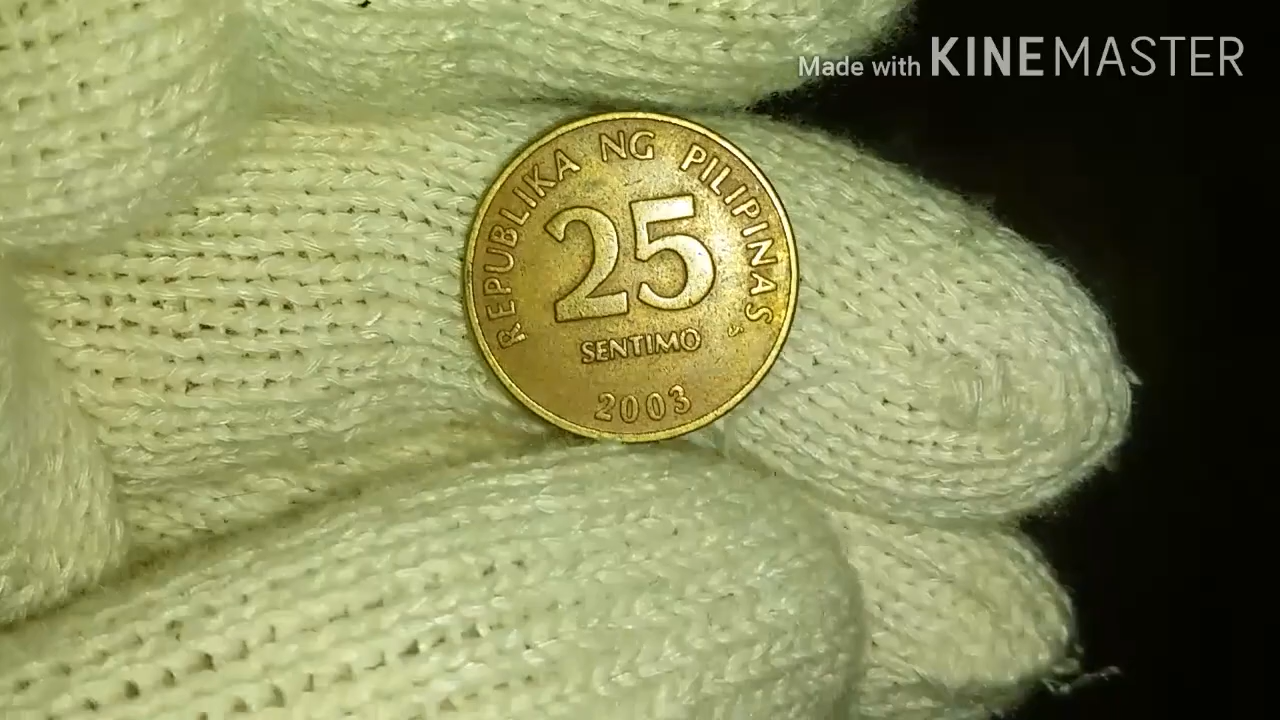 Made with KINEMASTER
REPUBLIKA NG PILIPINAS
25
SENTIMO
2003